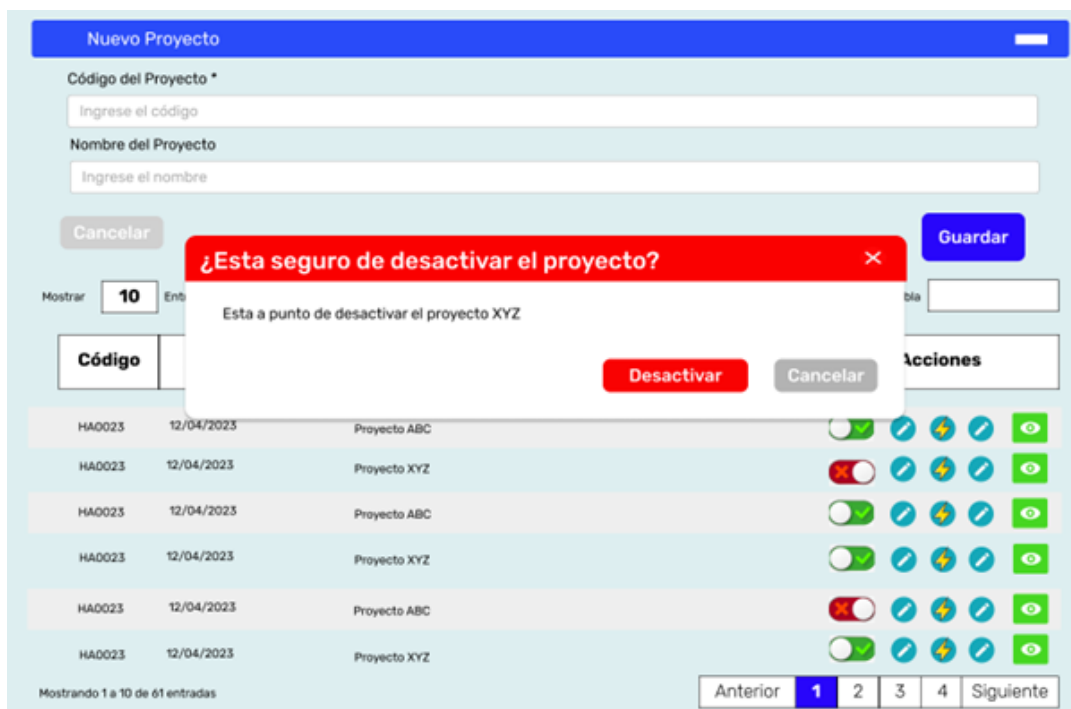 Nuevo Proyecto
Código del Proyecto *
Ingrese el código
Nombre del Proyecto
Ingrese el nombre
Cancelar
Guardar
¿Esta seguro de desactivar el proyecto?
Mostrar 10 Ent
bla
Esta a punto de desactivar el proyecto XYZ
Desactivar Cancelar
Código Acciones
HA0023 12/04/2023 Proyecto ABC
HA0023 12/04/2023 Proyecto XYZ
HA0023 12/04/2023 Proyecto ABC
HA0023 12/04/2023 Proyecto XYZ
HA0023 12/04/2023 Proyecto ABC
HA0023 12/04/2023 Proyecto XYZ
Mostrando 1 a 10 de 61 entradas
Anterior 1 2 3 4 Siguiente